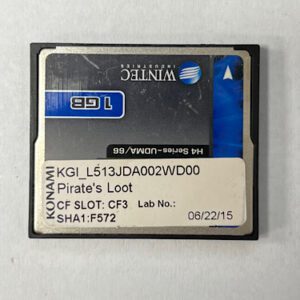 WINTEC
INDUSTRIES
1GB
H4 Series-UDMA/66
KONAMI
KGI_L513JDA002WD00
Pirate's Loot
CF SLOT: CF3 Lab No.:
SHA1:F572
06/22/15